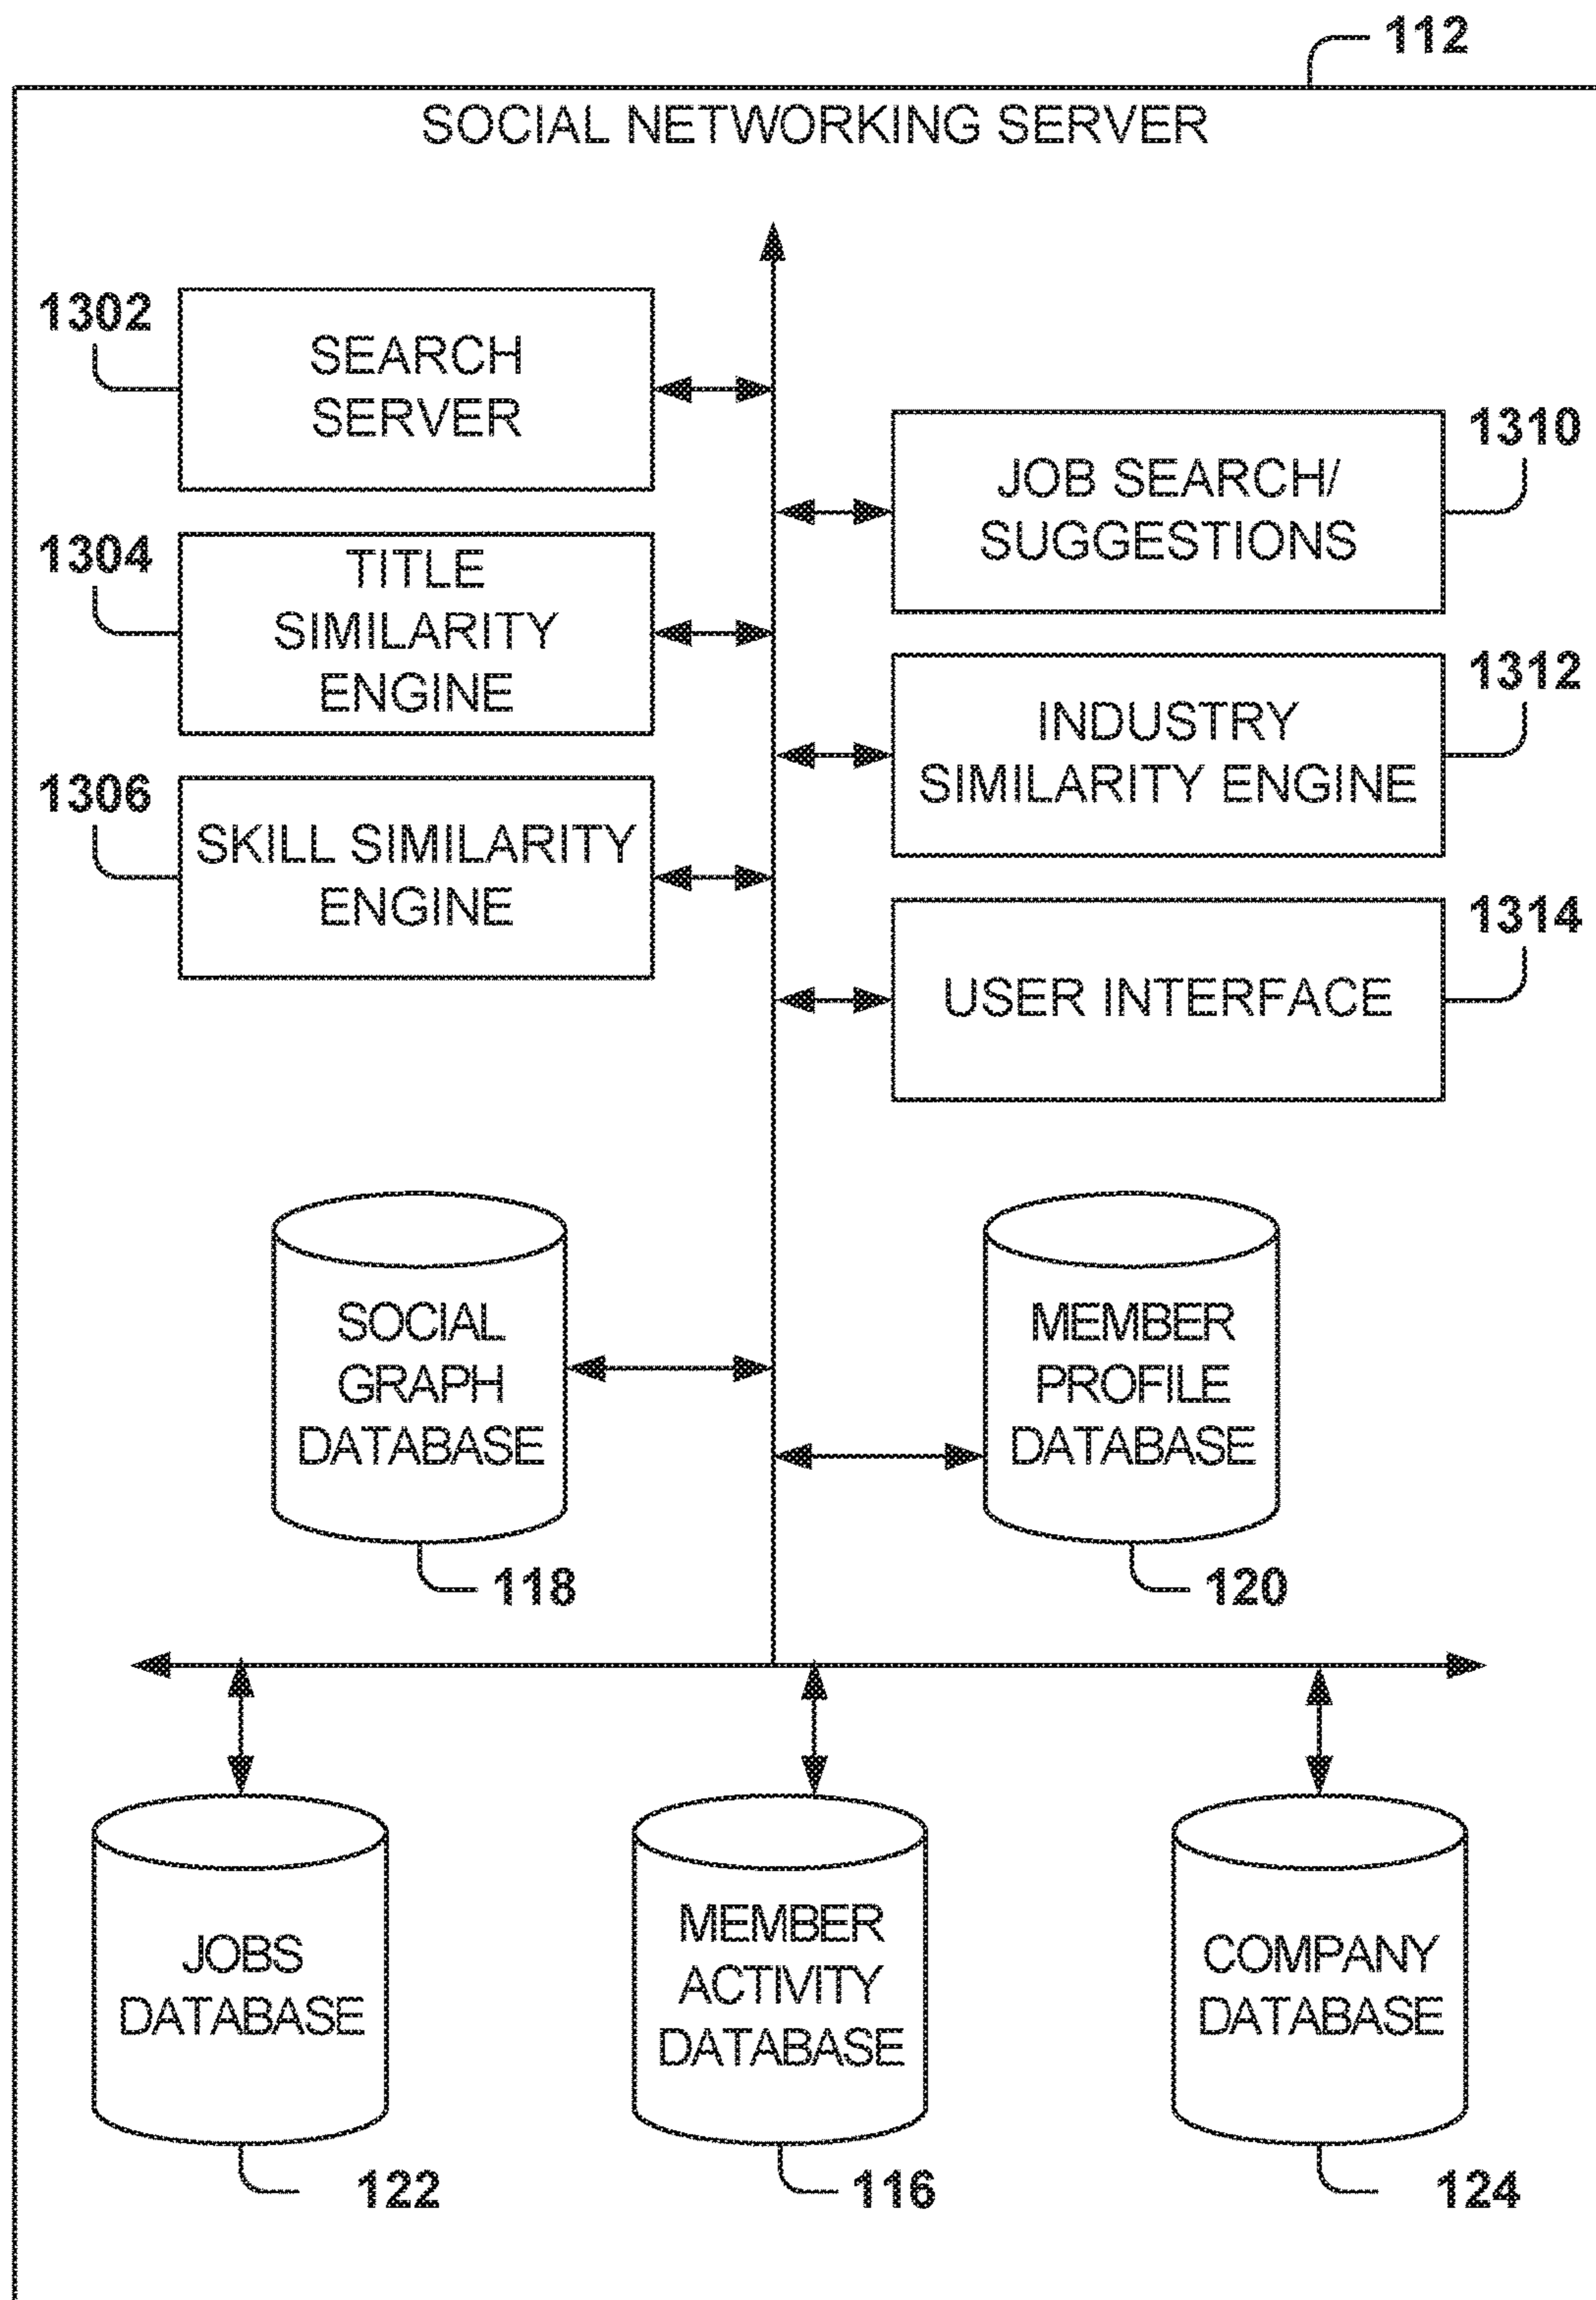 112
SOCIAL NETWORKING SERVER
1302
SEARCH
SERVER
1310
JOB SEARCH/
SUGGESTIONS
1304
TITLE
SIMILARITY
ENGINE
1312
INDUSTRY
SIMILARITY ENGINE
1306
SKILL SIMILARITY
ENGINE
1314
USER INTERFACE
SOCIAL
GRAPH
DATABASE
118
MEMBER
PROFILE
DATABASE
120
JOBS
DATABASE
122
MEMBER
ACTIVITY
DATABASE
116
COMPANY
DATABASE
124